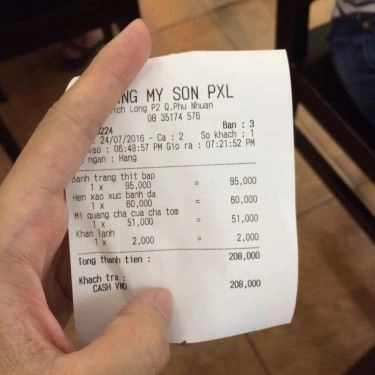 NG MY SON PXL
ich Long P2 Q.Phu Nhuan
08 35174 576
0224 Ban : 3
24/07/2016 - Ca : 2 So khach : 1
vao : 06:48:57 PM Gio ra : 07:21:52 PM
ngan : Hang
Banh trang thit bap
1 x 95,000 = 95,000
Hen xao xuc banh da
1 x 60,000 = 60,000
Mi quang cha cua cha tom
1 x 51,000 = 51,000
Khan lanh
1 x 2,000 = 2,000
Tong thanh tien : 208,000
Khach tra :
CASH VND 208,000